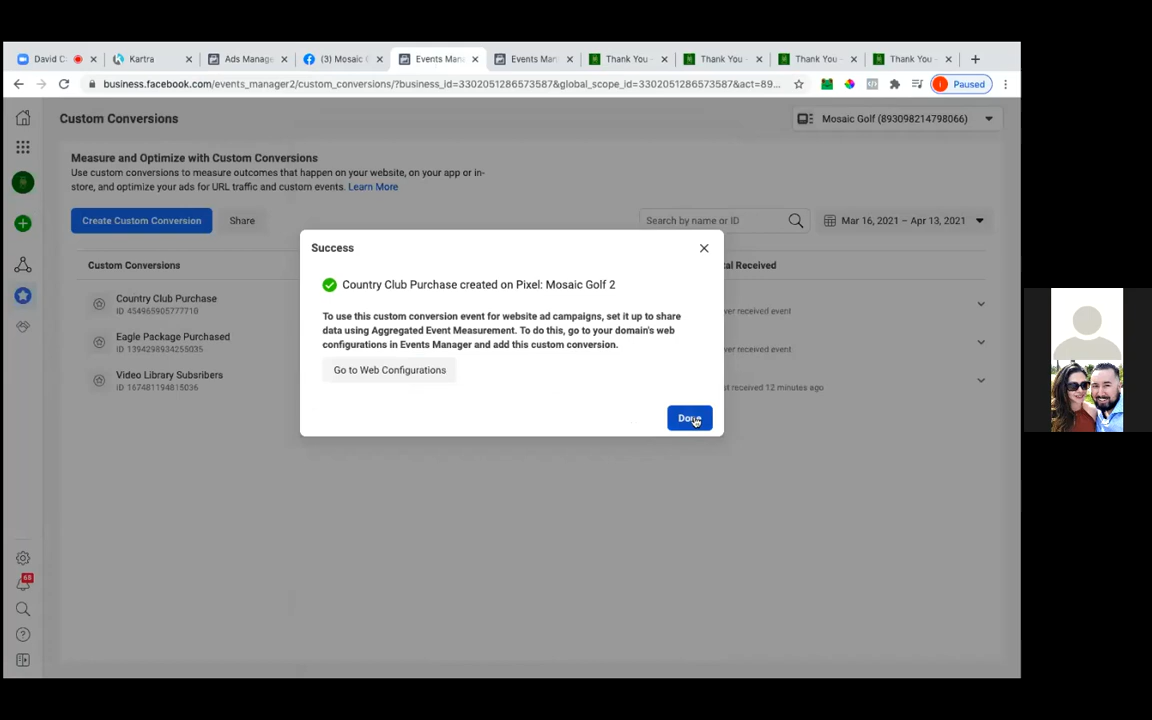 David C
Kartra
Ads Manage
(3) Mosaic
Events Mana
Events Man
Thank You
Thank You
Thank You
Thank You
business.facebook.com/events_manager2/custom_conversions/?business_id=3302051286573587&global_scope_id=3302051286573587&act=89...
Paused
Custom Conversions
Mosaic Golf (893098214798066)
Measure and Optimize with Custom Conversions
Use custom conversions to measure outcomes that happen on your website, on your app or in-
store, and optimize your ads for URL traffic and custom events. Learn More
Create Custom Conversion
Share
Search by name or ID
Mar 16, 2021 – Apr 13, 2021
Success
Custom Conversions
al Received
Country Club Purchase created on Pixel: Mosaic Golf 2
Country Club Purchase
ID 454969905777710
ver received event
To use this custom conversion event for website ad campaigns, set it up to share
data using Aggregated Event Measurement. To do this, go to your domain's web
configurations in Events Manager and add this custom conversion.
Eagle Package Purchased
ID 1394298934255035
ver received event
Go to Web Configurations
Video Library Subsribers
ID 167481194815036
st received 12 minutes ago
Done
68